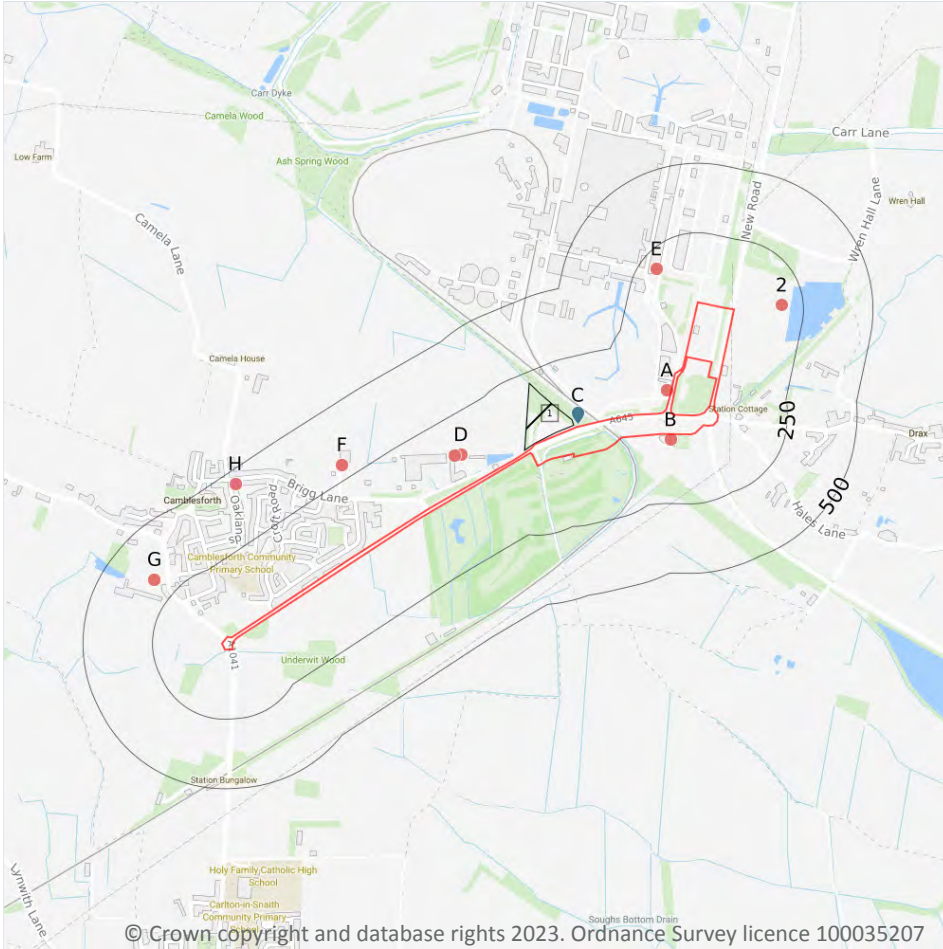 Carr Dyke
Camela Wood
Carr Lane
Low Farm
Ash Spring Wood
New Road
Wren Hall
Wren Hall Lane
Camela Lane
E
2
Camela House
A
C
1
A645
Station Cottage
250
B
Drax
D
F
H
Brigg Lane
500
Camblesforth
Oaklands
Croft Road
Hales Lane
Camblesforth Community
Primary School
G
A1041
Underwit Wood
Station Bungalow
Holy Family Catholic High
School
Carlton-in-Snaith
Community Primary
School
Soughs Bottom Drain
© Crown copyright and database rights 2023. Ordnance Survey licence 100035207